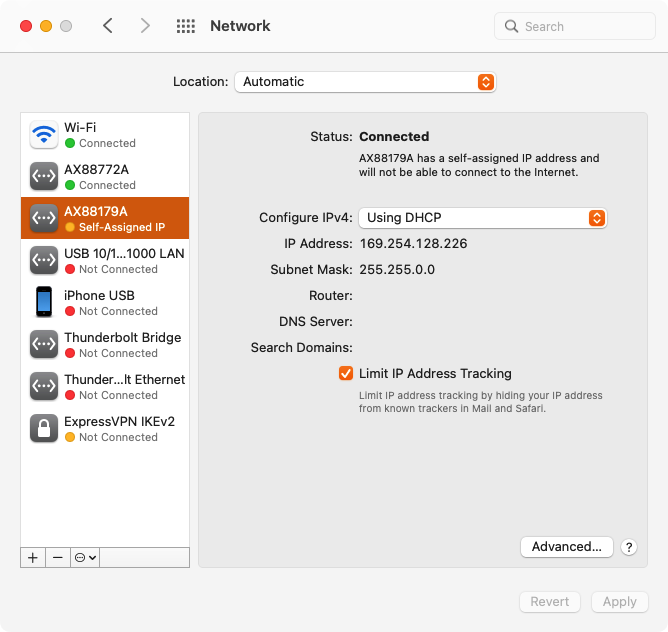 Network
Search
Location: Automatic
Wi-Fi
Connected
AX88772A
Connected
AX88179A
Self-Assigned IP
USB 10/1...1000 LAN
Not Connected
iPhone USB
Not Connected
Thunderbolt Bridge
Not Connected
Thunder...lt Ethernet
Not Connected
ExpressVPN IKEv2
Not Connected
Status: Connected
AX88179A has a self-assigned IP address and
will not be able to connect to the Internet.
Configure IPv4: Using DHCP
IP Address: 169.254.128.226
Subnet Mask: 255.255.0.0
Router:
DNS Server:
Search Domains:
Limit IP Address Tracking
Limit IP address tracking by hiding your IP address
from known trackers in Mail and Safari.
Advanced... ?
Revert Apply